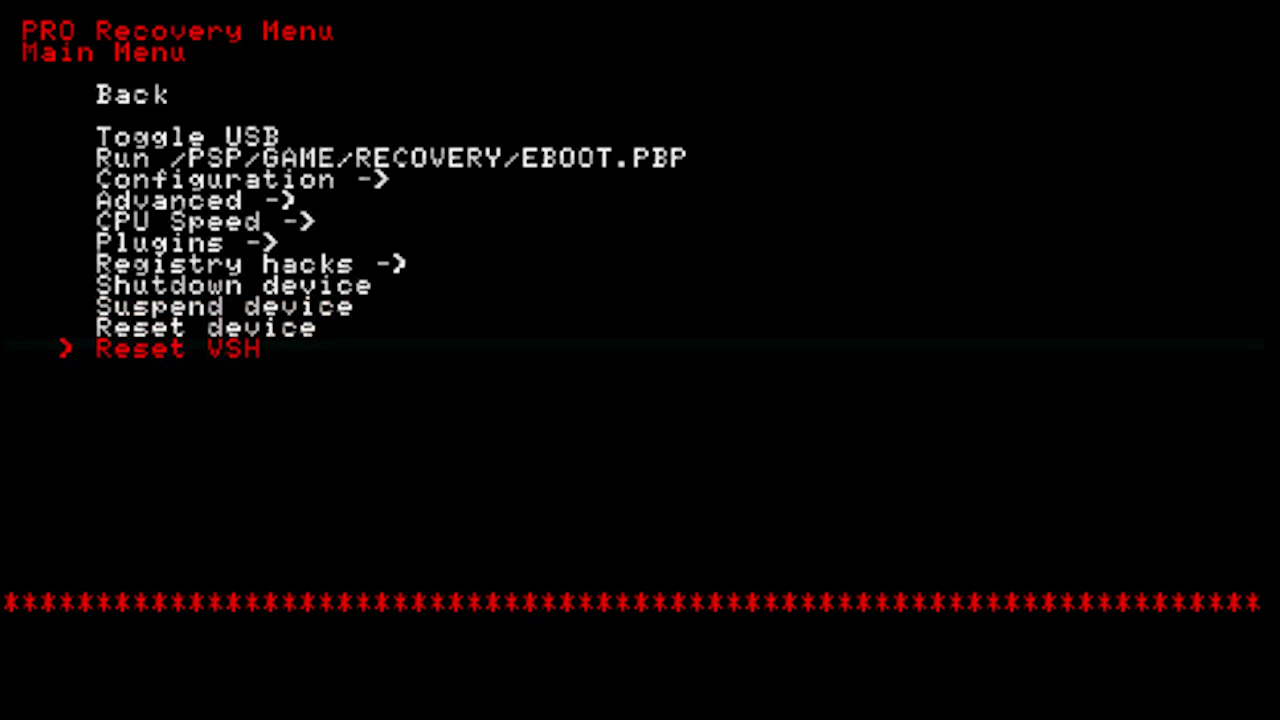 PRO Recovery Menu
Main Menu
Back
Toggle USB
Run /PSP/GAME/RECOVERY/EBOOT.PBP
Configuration ->
Advanced ->
CPU Speed ->
Plugins ->
Registry hacks ->
Shutdown device
Suspend device
Reset device
> Reset VSH
********************************************************************